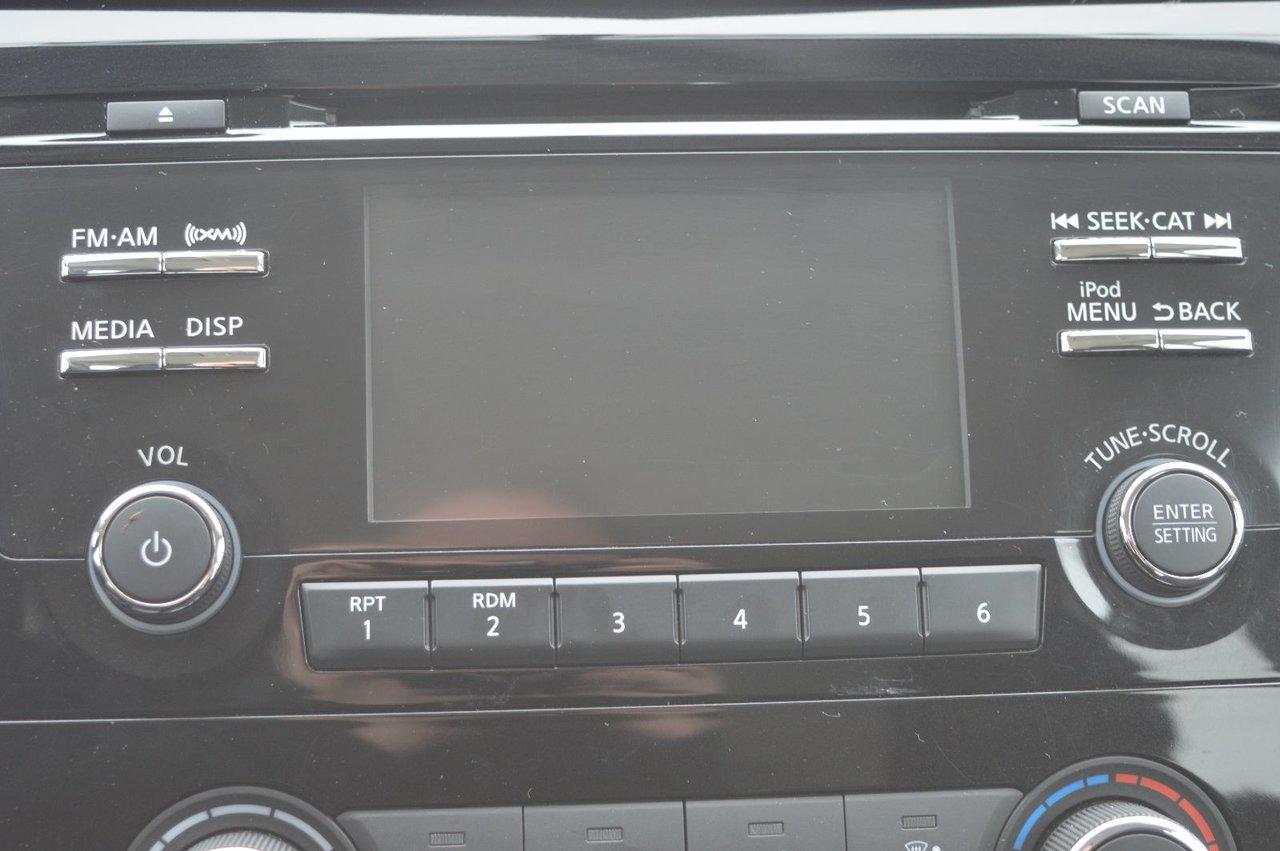 SCAN
FM·AM XM
SEEK·CAT
iPod
MENU BACK
MEDIA DISP
VOL
TUNE·SCROLL
ENTER
SETTING
RPT RDM
1 2 3 4 5 6